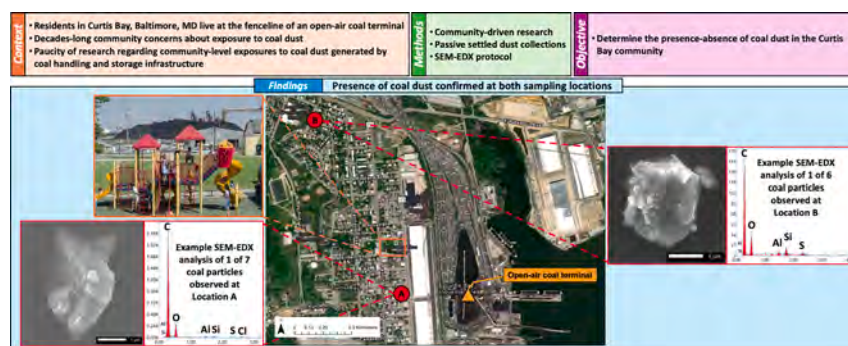 Context
• Residents in Curtis Bay, Baltimore, MD live at the fenceline of an open-air coal terminal
• Decades-long community concerns about exposure to coal dust
• Paucity of research regarding community-level exposures to coal dust generated by
coal handling and storage infrastructure
Methods
• Community-driven research
• Passive settled dust collections
• SEM-EDX protocol
Objective
• Determine the presence-absence of coal dust in the Curtis
Bay community
Findings
Presence of coal dust confirmed at both sampling locations
B
A
Open-air coal terminal
N
C
O
Al Si
S Cl
Example SEM-EDX
analysis of 1 of 7
coal particles
observed at
Location A
C
O
Al
Si
S
Example SEM-EDX
analysis of 1 of 6
coal particles
observed at
Location B